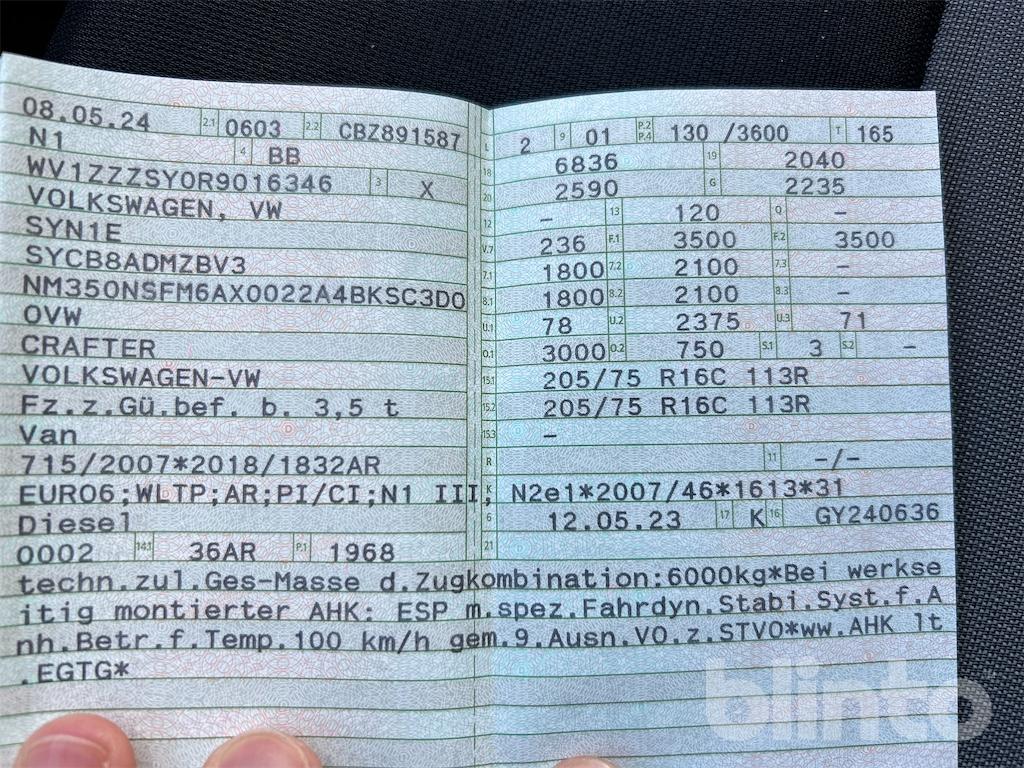 08.05.24 2.1 0603 2.2 CBZ891587
N1 4 BB
WV1ZZZSY0R9016346 3 X
VOLKSWAGEN, VW
SYN1E
SYCB8ADMZBV3
NM350NSFM6AX0022A4BKSC3D0
OVW
CRAFTER
VOLKSWAGEN-VW
Fz.z.Gü.bef. b. 3,5 t
Van
715/2007*2018/1832AR
EURO6;WLTP;AR;PI/CI;N1 III; N2
Diesel
0002 14.1 36AR P.1 1968
L 2 9 01 P.2 P.4 130 /3600 T 165
18 6836 19 2040
20 2590 G 2235
12 – 13 120 Q –
V.7 236 F.1 3500 F.2 3500
7.1 1800 7.2 2100 7.3 –
8.1 1800 8.2 2100 8.3 –
U.1 78 U.2 2375 U.3 71
O.1 3000 O.2 750 S.1 3 S.2 –
15.1 205/75 R16C 113R
15.2 205/75 R16C 113R
15.3 –
R 11 –/–
e1*2007/46*1613*31
6 12.05.23 17 K 16 GY240636
21
techn.zul.Ges-Masse d.Zugkombination:6000kg*Bei werkse
itig montierter AHK: ESP m.spez.Fahrdyn.Stabi.Syst.f.A
nh.Betr.f.Temp.100 km/h gem.9.Ausn.VO.z.STVO*ww.AHK lt
.EGTG*
blinto